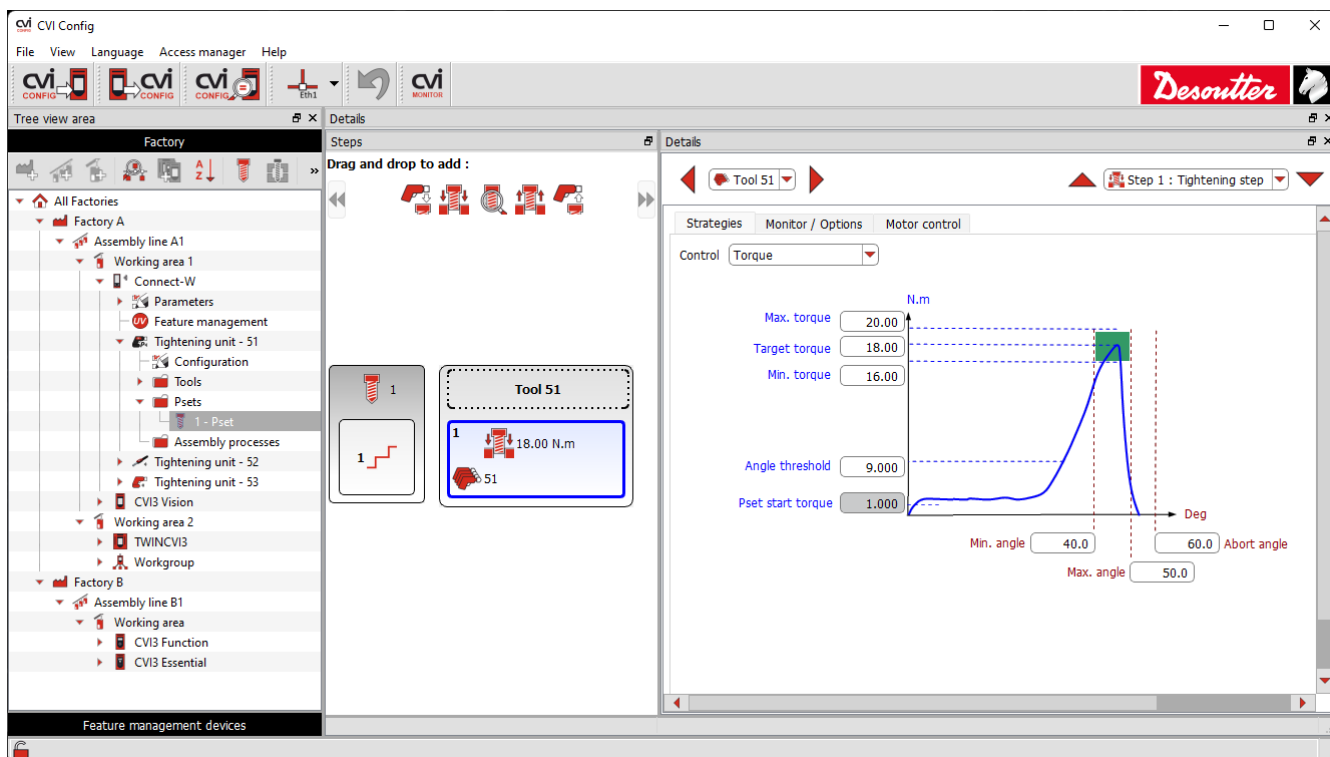 CVI CONFIG CVI Config
File View Language Access manager Help
CVI CONFIG CVI CONFIG CVI CONFIG Eth1 CVI MONITOR Desoutter
Tree view area
Details
Factory
Steps
Details
A Z »
Drag and drop to add :
Tool 51
Step 1 : Tightening step
All Factories
Factory A
Assembly line A1
Working area 1
Connect-W
Parameters
UV Feature management
Tightening unit - 51
Configuration
Tools
Psets
1 - Pset
Assembly processes
Tightening unit - 52
Tightening unit - 53
CVI3 Vision
Working area 2
TWINCVI3
Workgroup
Factory B
Assembly line B1
Working area
CVI3 Function
CVI3 Essential
Feature management devices
1
1
Tool 51
1
18.00 N.m
51
Strategies Monitor / Options Motor control
Control Torque
N.m
Max. torque 20.00
Target torque 18.00
Min. torque 16.00
Angle threshold 9.000
Pset start torque 1.000
Deg
Min. angle 40.0 60.0 Abort angle
Max. angle 50.0